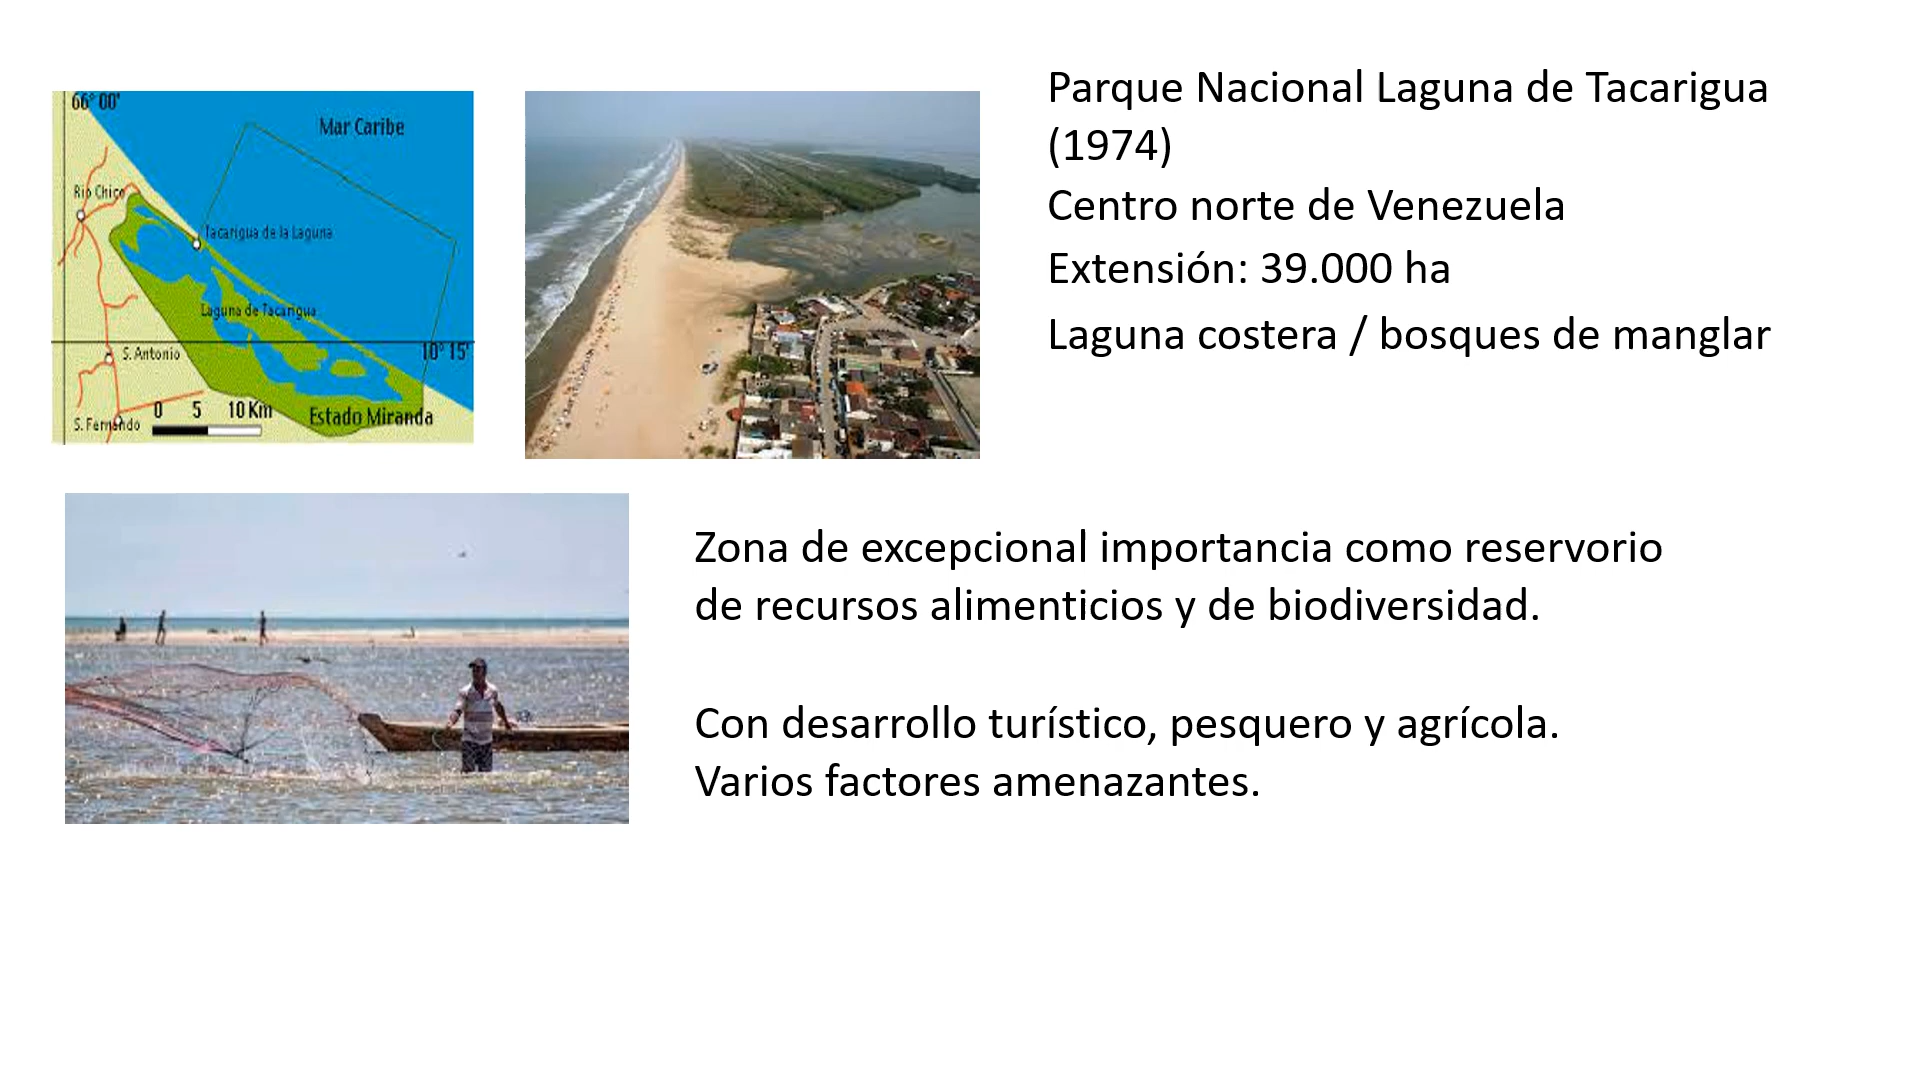 66° 00'
Mar Caribe
Rio Chico
Tacarigua de la Laguna
Laguna de Tacarigua
S. Antonio
10° 15'
0 5 10 Km
Estado Miranda
S. Fernando
Parque Nacional Laguna de Tacarigua
(1974)
Centro norte de Venezuela
Extensión: 39.000 ha
Laguna costera / bosques de manglar
Zona de excepcional importancia como reservorio
de recursos alimenticios y de biodiversidad.
Con desarrollo turístico, pesquero y agrícola.
Varios factores amenazantes.